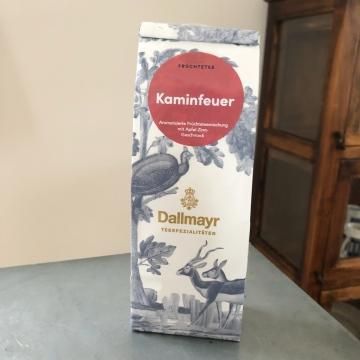 FRÜCHTETEE
Kaminfeuer
Aromatisierte Früchteteemischung
mit Apfel-Zimt-
Geschmack
Dallmayr
TEESPEZIALITÄTEN